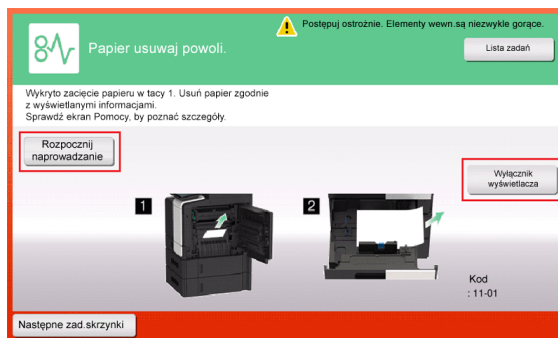 Postępuj ostrożnie. Elementy wewn.są niezwykle gorące.
Papier usuwaj powoli.
Lista zadań
Wykryto zacięcie papieru w tacy 1. Usuń papier zgodnie
z wyświetlanymi informacjami.
Sprawdź ekran Pomocy, by poznać szczegóły.
Rozpocznij
naprowadzanie
Wyłącznik
wyświetlacza
1
2
Kod
: 11-01
Następne zad.skrzynki